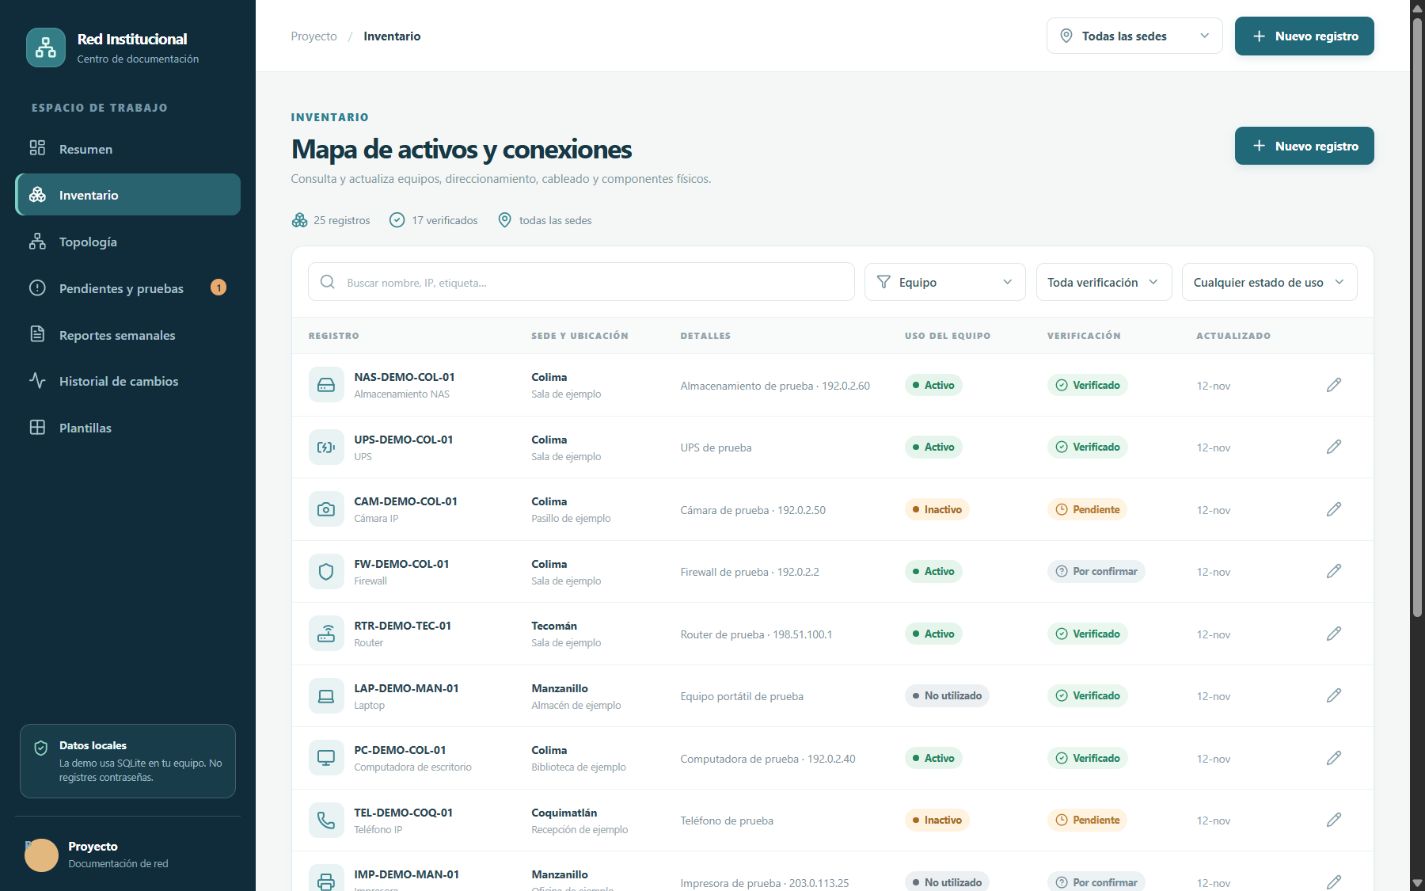 Red Institucional
Centro de documentación
ESPACIO DE TRABAJO
Resumen
Inventario
Topología
Pendientes y pruebas 1
Reportes semanales
Historial de cambios
Plantillas
Datos locales
La demo usa SQLite en tu equipo. No
registres contraseñas.
Proyecto
Documentación de red
Proyecto / Inventario
Todas las sedes
Nuevo registro
INVENTARIO
Mapa de activos y conexiones
Consulta y actualiza equipos, direccionamiento, cableado y componentes físicos.
Nuevo registro
25 registros 17 verificados todas las sedes
Buscar nombre, IP, etiqueta...
Equipo
Toda verificación
Cualquier estado de uso
REGISTRO SEDE Y UBICACIÓN DETALLES USO DEL EQUIPO VERIFICACIÓN ACTUALIZADO
NAS-DEMO-COL-01 Colima
Almacenamiento NAS Sala de ejemplo Almacenamiento de prueba · 192.0.2.60 Activo Verificado 12-nov
UPS-DEMO-COL-01 Colima
UPS Sala de ejemplo UPS de prueba Activo Verificado 12-nov
CAM-DEMO-COL-01 Colima
Cámara IP Pasillo de ejemplo Cámara de prueba · 192.0.2.50 Inactivo Pendiente 12-nov
FW-DEMO-COL-01 Colima
Firewall Sala de ejemplo Firewall de prueba · 192.0.2.2 Activo Por confirmar 12-nov
RTR-DEMO-TEC-01 Tecomán
Router Sala de ejemplo Router de prueba · 198.51.100.1 Activo Verificado 12-nov
LAP-DEMO-MAN-01 Manzanillo
Laptop Almacén de ejemplo Equipo portátil de prueba No utilizado Verificado 12-nov
PC-DEMO-COL-01 Colima
Computadora de escritorio Biblioteca de ejemplo Computadora de prueba · 192.0.2.40 Activo Verificado 12-nov
TEL-DEMO-COQ-01 Coquimatlán
Teléfono IP Recepción de ejemplo Teléfono de prueba Inactivo Pendiente 12-nov
IMP-DEMO-MAN-01 Manzanillo
Impresora Oficina de ejemplo Impresora de prueba · 203.0.113.25 No utilizado Por confirmar 12-nov